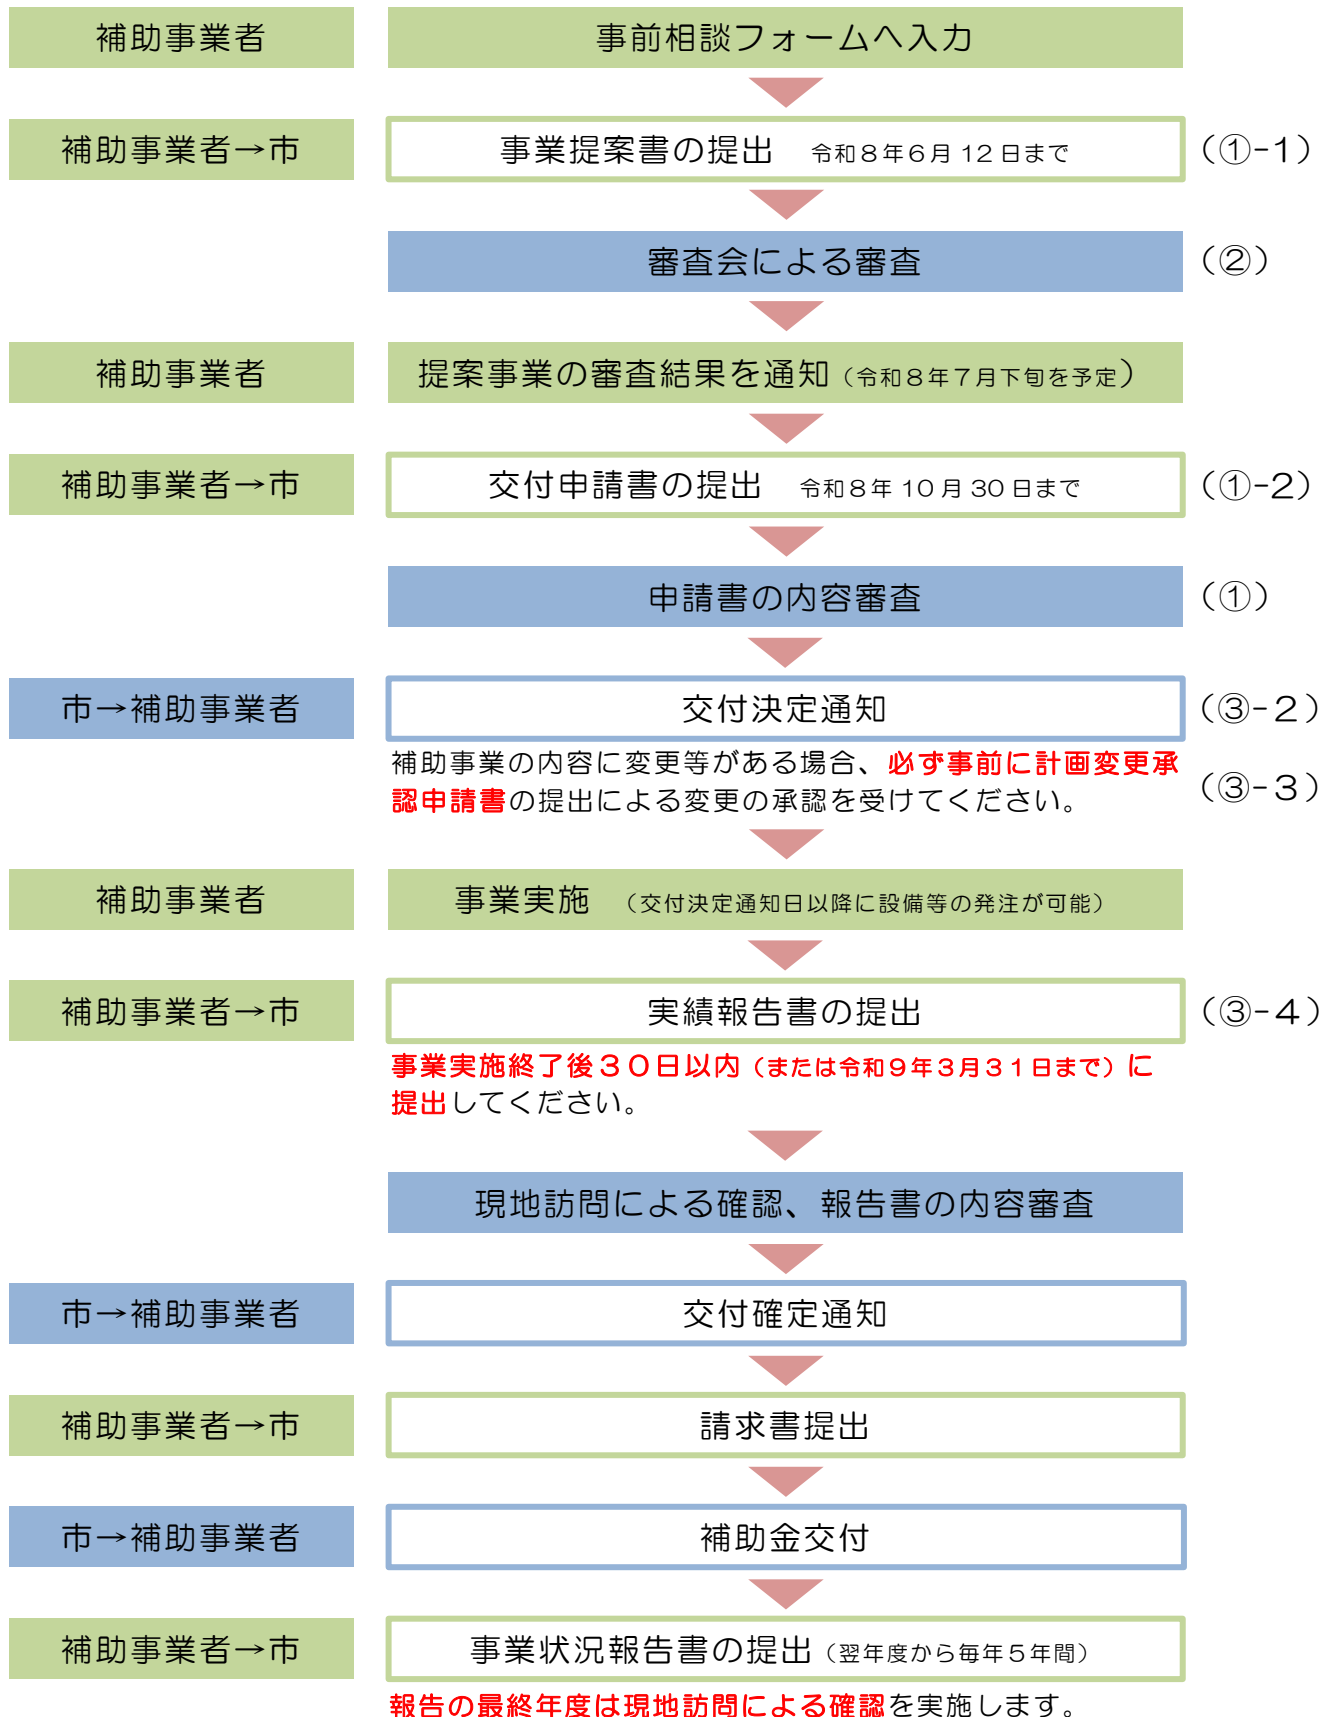 補助事業者 事前相談フォームへ入力
補助事業者→市 事業提案書の提出 令和８年６月 12 日まで （①-１）
審査会による審査 （②）
補助事業者 提案事業の審査結果を通知（令和８年７月下旬を予定）
補助事業者→市 交付申請書の提出 令和８年 10 月 30 日まで （①-２）
申請書の内容審査 （①）
市→補助事業者 交付決定通知 （③-２）
補助事業の内容に変更等がある場合、必ず事前に計画変更承
認申請書の提出による変更の承認を受けてください。 （③-３）
補助事業者 事業実施 （交付決定通知日以降に設備等の発注が可能）
補助事業者→市 実績報告書の提出 （③-４）
事業実施終了後３０日以内（または令和９年３月３１日まで）に
提出してください。
現地訪問による確認、報告書の内容審査
市→補助事業者 交付確定通知
補助事業者→市 請求書提出
市→補助事業者 補助金交付
補助事業者→市 事業状況報告書の提出（翌年度から毎年５年間）
報告の最終年度は現地訪問による確認を実施します。